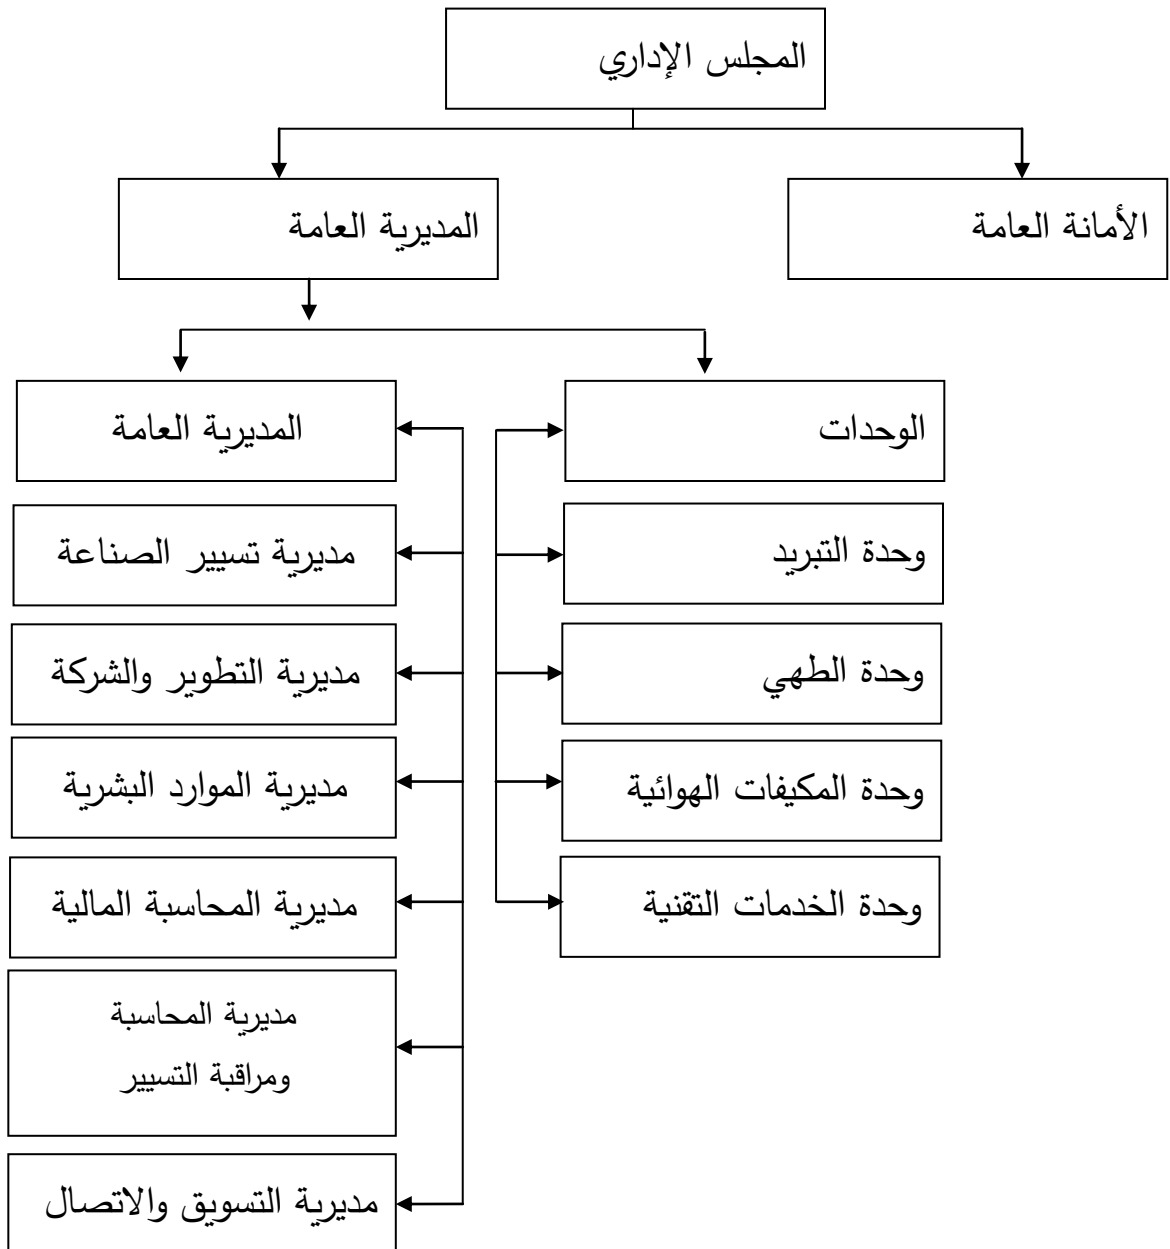 المجلس الإداري
الأمانة العامة
المديرية العامة
الوحدات
المديرية العامة
وحدة التبريد
مديرية تسيير الصناعة
وحدة الطهي
مديرية التطوير والشركة
وحدة المكيفات الهوائية
مديرية الموارد البشرية
وحدة الخدمات التقنية
مديرية المحاسبة المالية
مديرية المحاسبة
ومراقبة التسيير
مديرية التسويق والاتصال